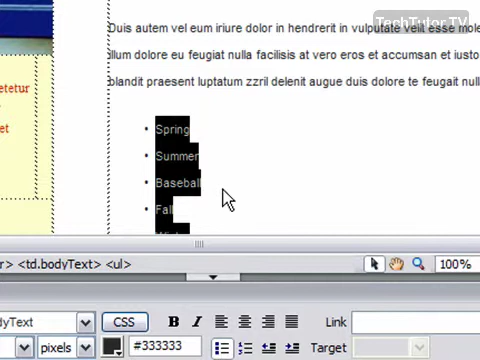 TechTutor TV
Duis autem vel eum iriure dolor in hendrerit in vulputate velit esse mole
illum dolore eu feugiat nulla facilisis at vero eros et accumsan et iusto
blandit praesent luptatum zzril delenit augue duis dolore te feugait null
etetur
et
• Spring
• Summer
• Baseball
• Fall
r> <td.bodyText> <ul>
100%
dyText
CSS
B I
Link
pixels
#333333
Target